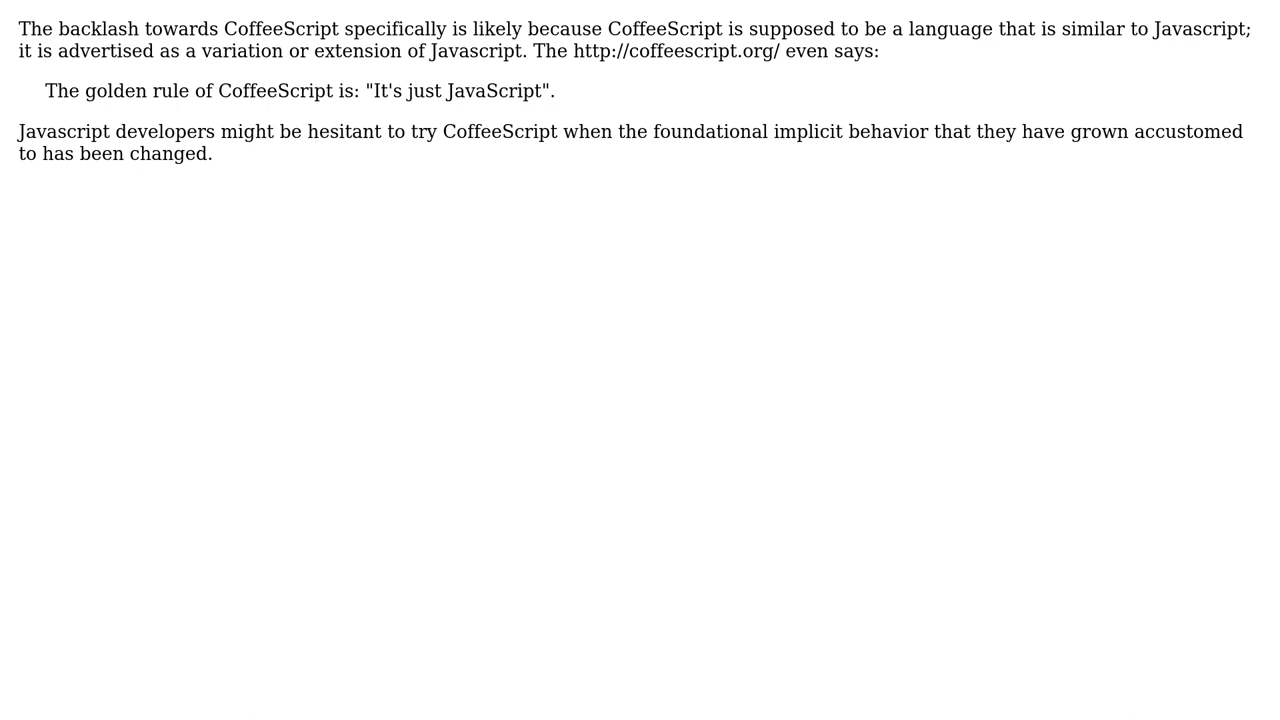 The backlash towards CoffeeScript specifically is likely because CoffeeScript is supposed to be a language that is similar to Javascript;
it is advertised as a variation or extension of Javascript. The http://coffeescript.org/ even says:
The golden rule of CoffeeScript is: "It's just JavaScript".
Javascript developers might be hesitant to try CoffeeScript when the foundational implicit behavior that they have grown accustomed
to has been changed.